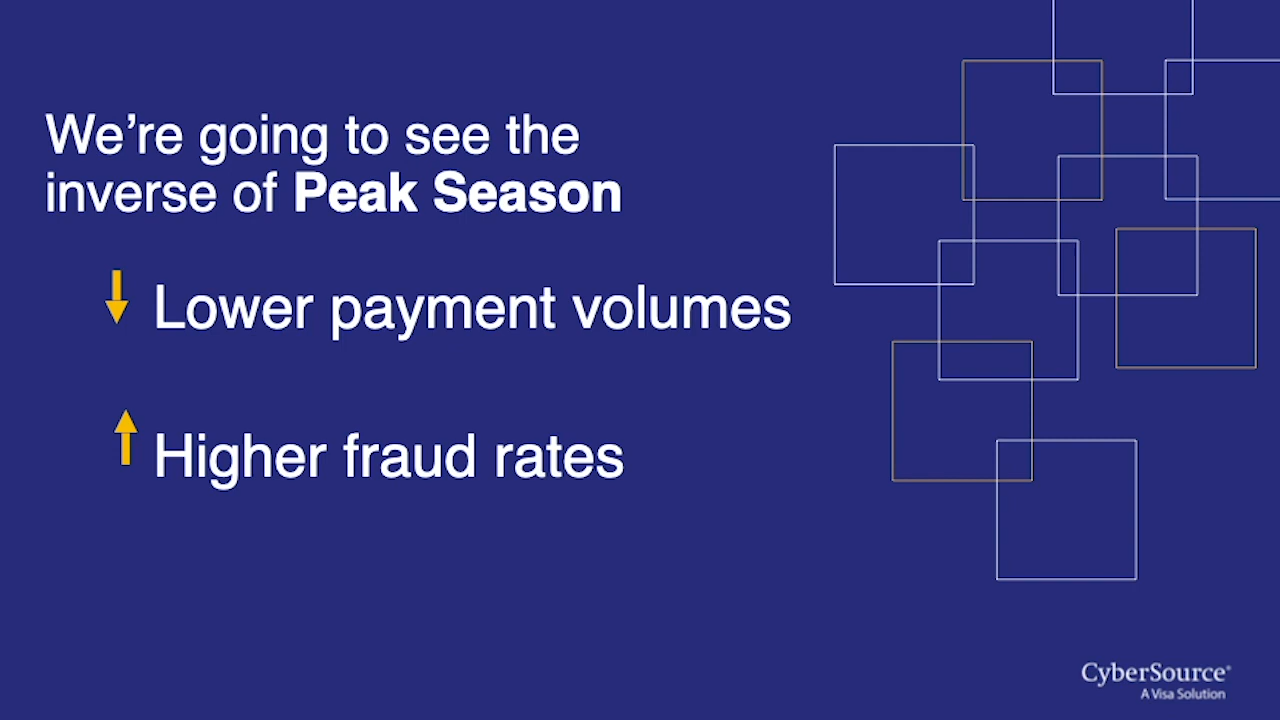 We’re going to see the
inverse of Peak Season
Lower payment volumes
Higher fraud rates
CyberSource®
A Visa Solution